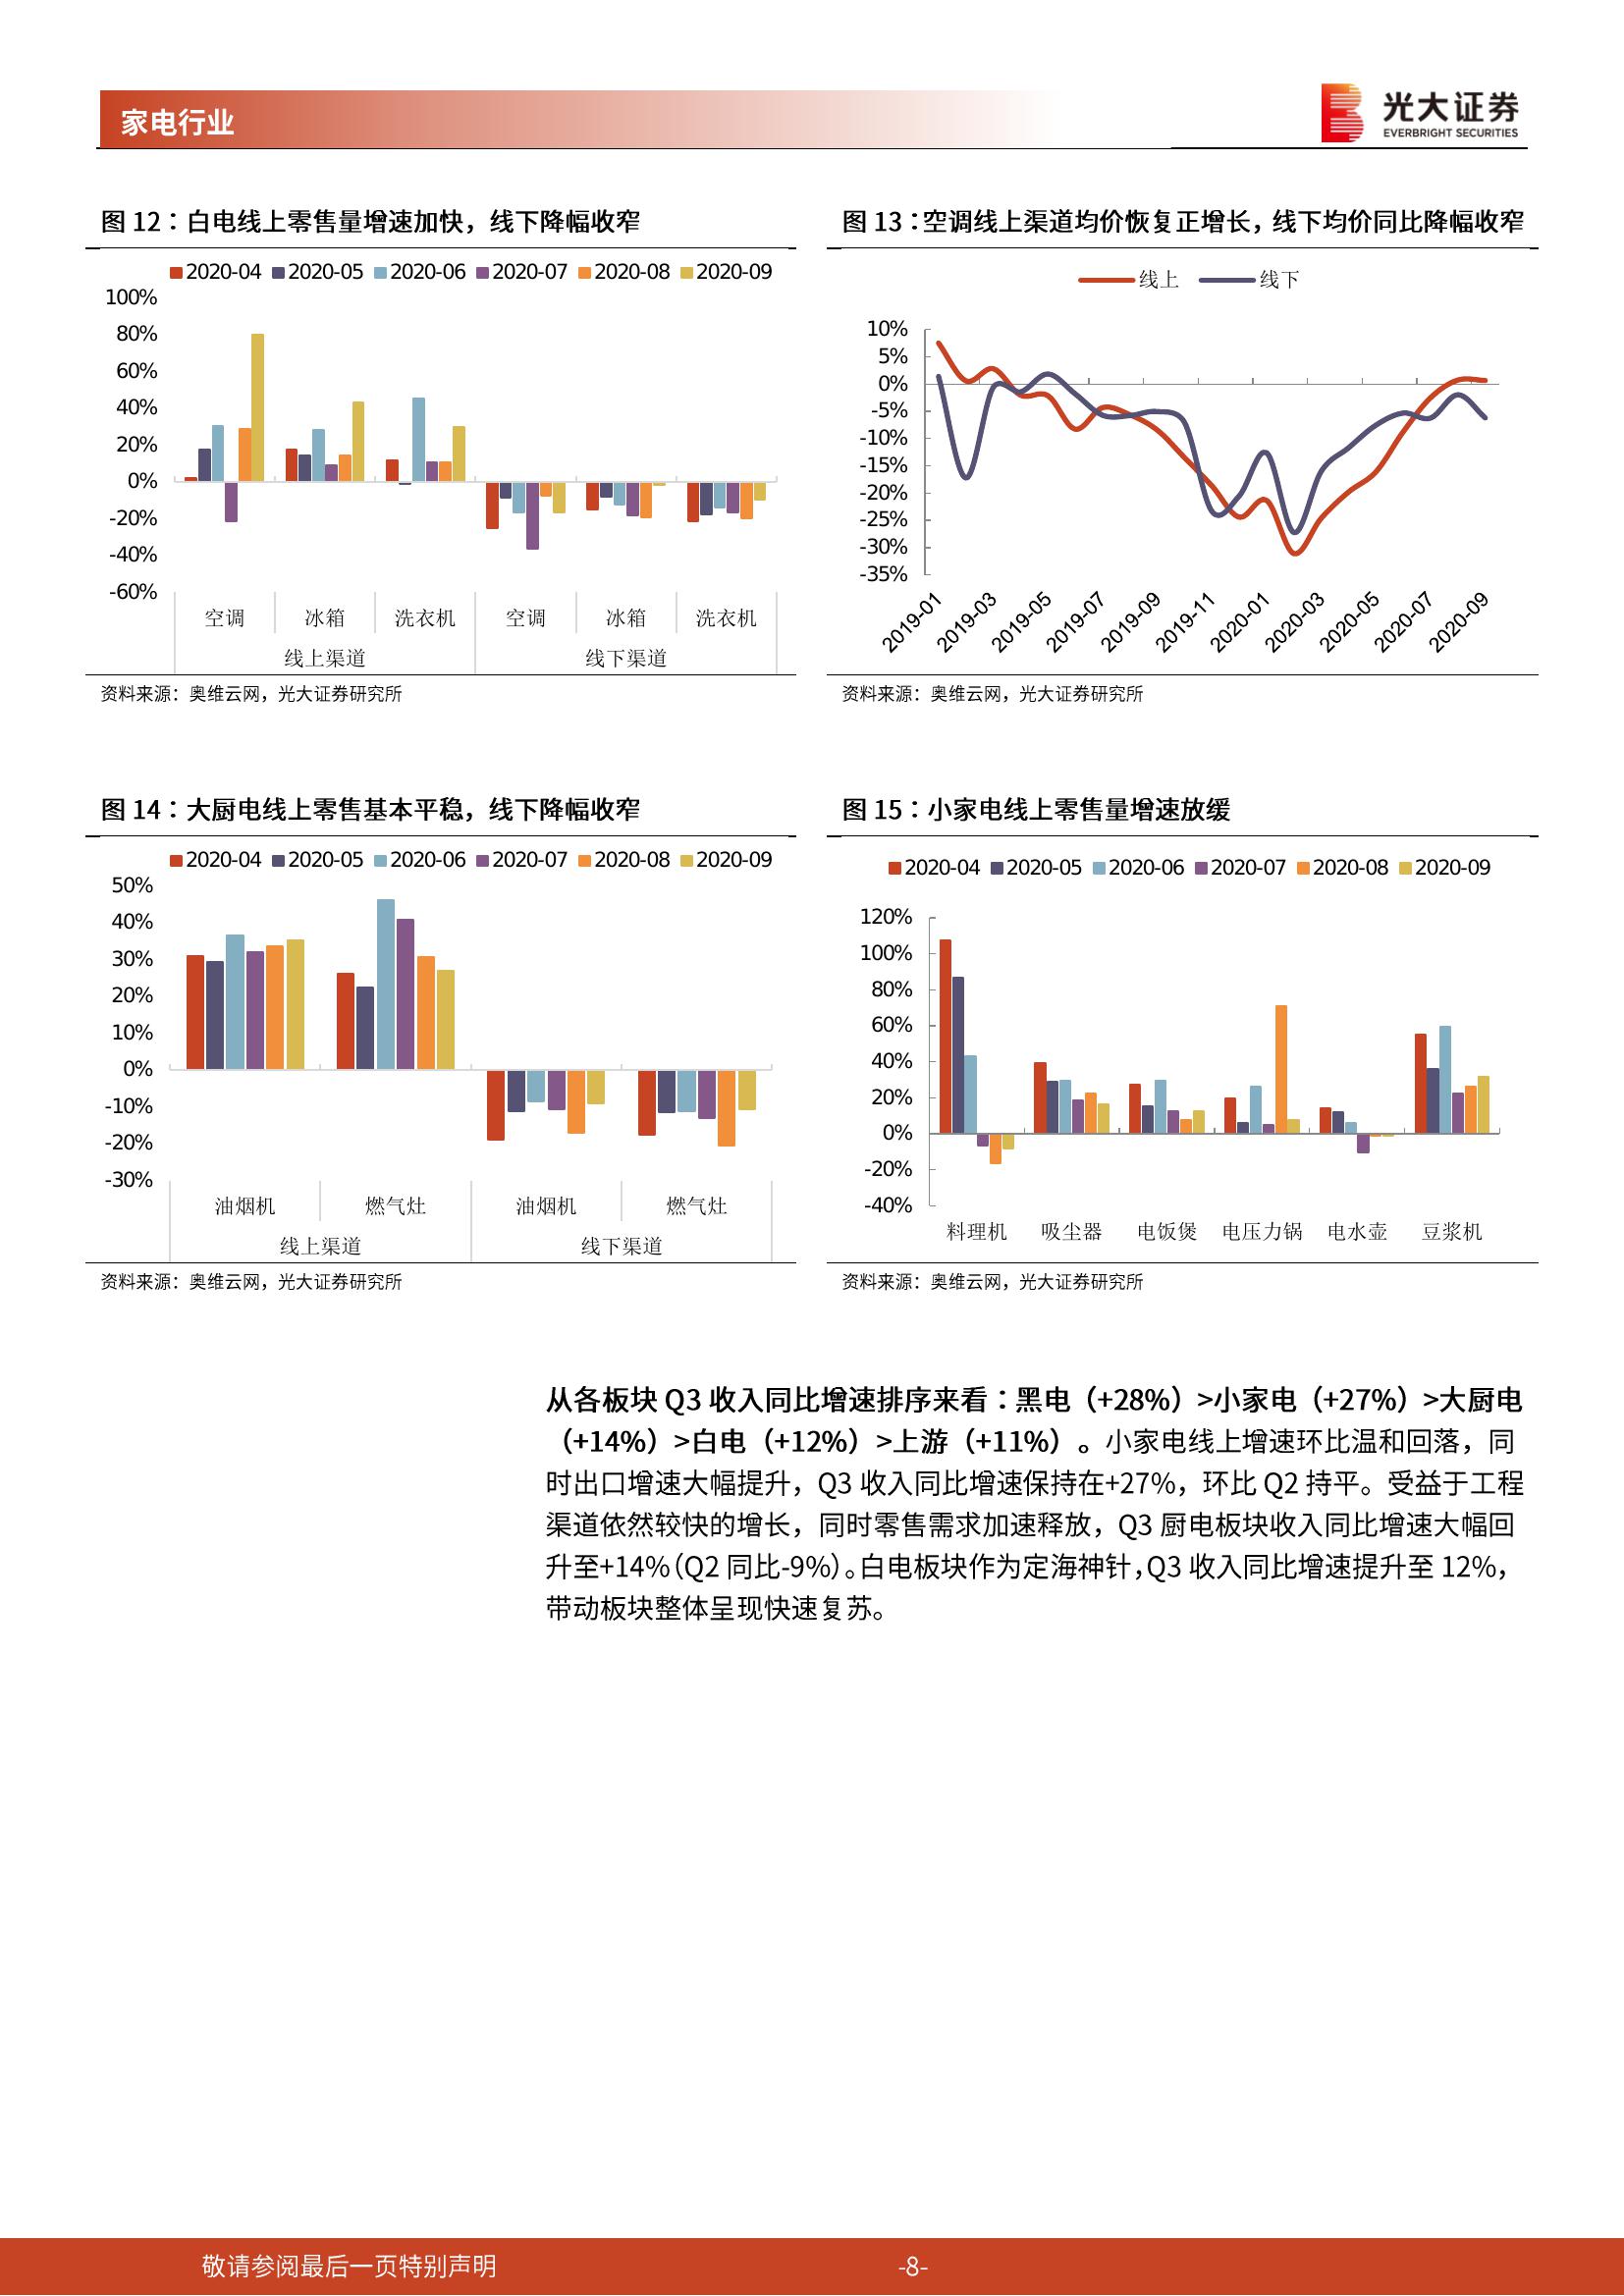 家电行业
光大证券
EVERBRIGHT SECURITIES
图 12：白电线上零售量增速加快，线下降幅收窄
2020-04 2020-05 2020-06 2020-07 2020-08 2020-09
100%
80%
60%
40%
20%
0%
-20%
-40%
-60%
空调 冰箱 洗衣机 空调 冰箱 洗衣机
线上渠道 线下渠道
资料来源：奥维云网，光大证券研究所
图 13：空调线上渠道均价恢复正增长，线下均价同比降幅收窄
线上 线下
10%
5%
0%
-5%
-10%
-15%
-20%
-25%
-30%
-35%
2019-01 2019-03 2019-05 2019-07 2019-09 2019-11 2020-01 2020-03 2020-05 2020-07 2020-09
资料来源：奥维云网，光大证券研究所
图 14：大厨电线上零售基本平稳，线下降幅收窄
2020-04 2020-05 2020-06 2020-07 2020-08 2020-09
50%
40%
30%
20%
10%
0%
-10%
-20%
-30%
油烟机 燃气灶 油烟机 燃气灶
线上渠道 线下渠道
资料来源：奥维云网，光大证券研究所
图 15：小家电线上零售量增速放缓
2020-04 2020-05 2020-06 2020-07 2020-08 2020-09
120%
100%
80%
60%
40%
20%
0%
-20%
-40%
料理机 吸尘器 电饭煲 电压力锅 电水壶 豆浆机
资料来源：奥维云网，光大证券研究所
从各板块 Q3 收入同比增速排序来看：黑电（+28%）>小家电（+27%）>大厨电
（+14%）>白电（+12%）>上游（+11%）。小家电线上增速环比温和回落，同
时出口增速大幅提升，Q3 收入同比增速保持在+27%，环比 Q2 持平。受益于工程
渠道依然较快的增长，同时零售需求加速释放，Q3 厨电板块收入同比增速大幅回
升至+14%（Q2 同比-9%）。白电板块作为定海神针，Q3 收入同比增速提升至 12%，
带动板块整体呈现快速复苏。
敬请参阅最后一页特别声明
-8-